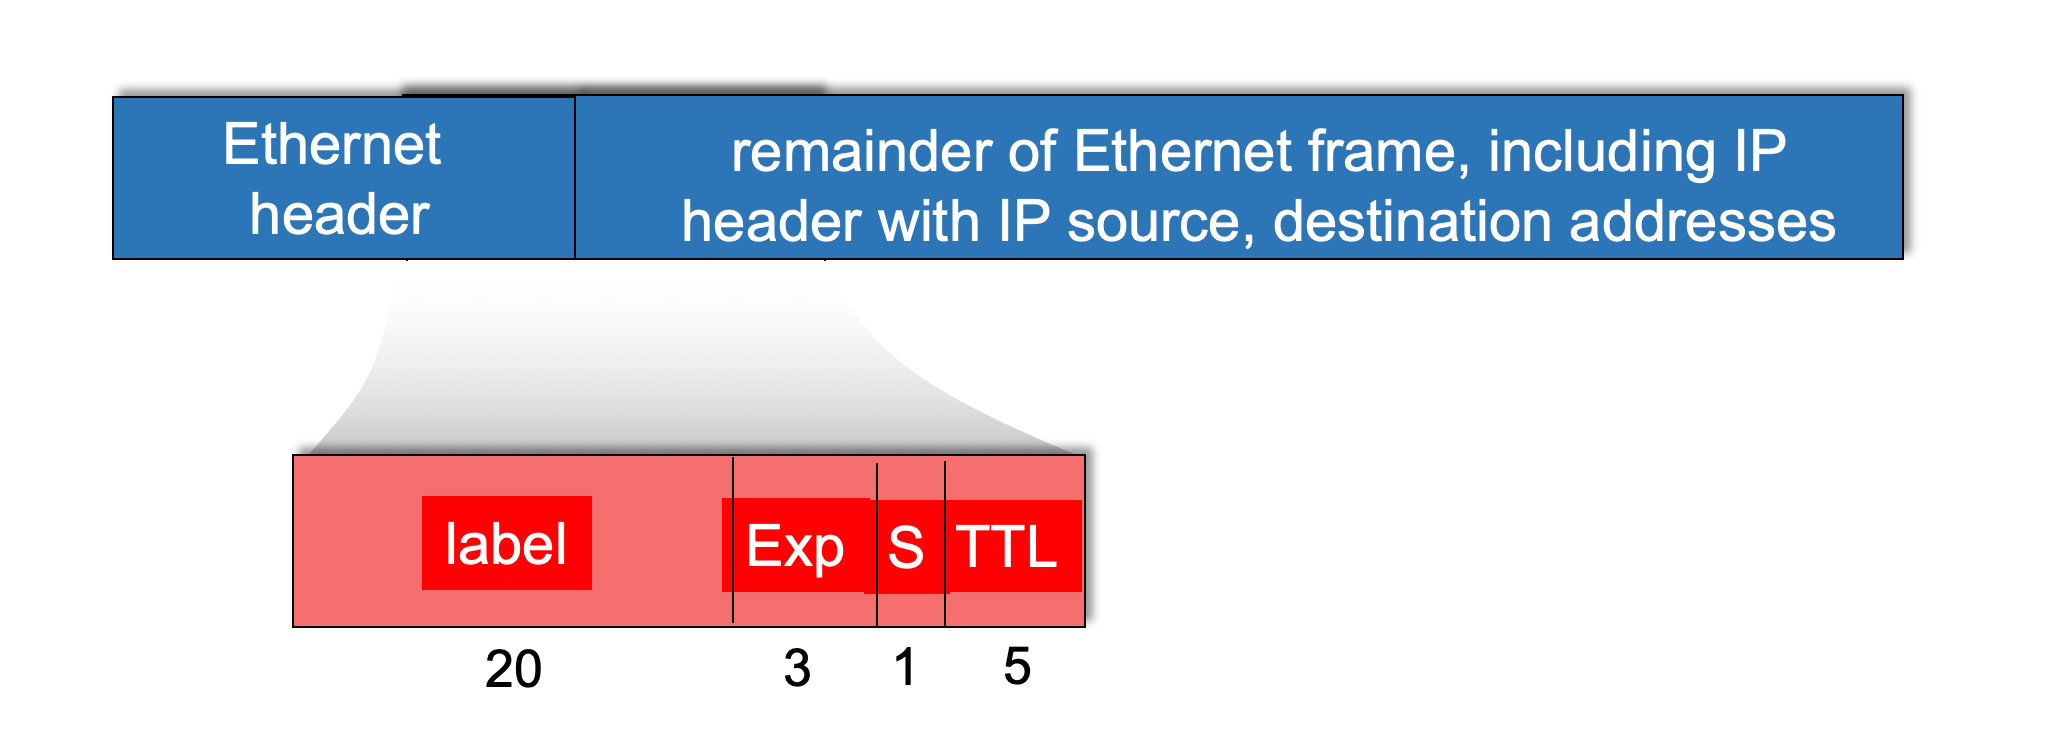 Ethernet
header
remainder of Ethernet frame, including IP
header with IP source, destination addresses
label Exp S TTL
20 3 1 5